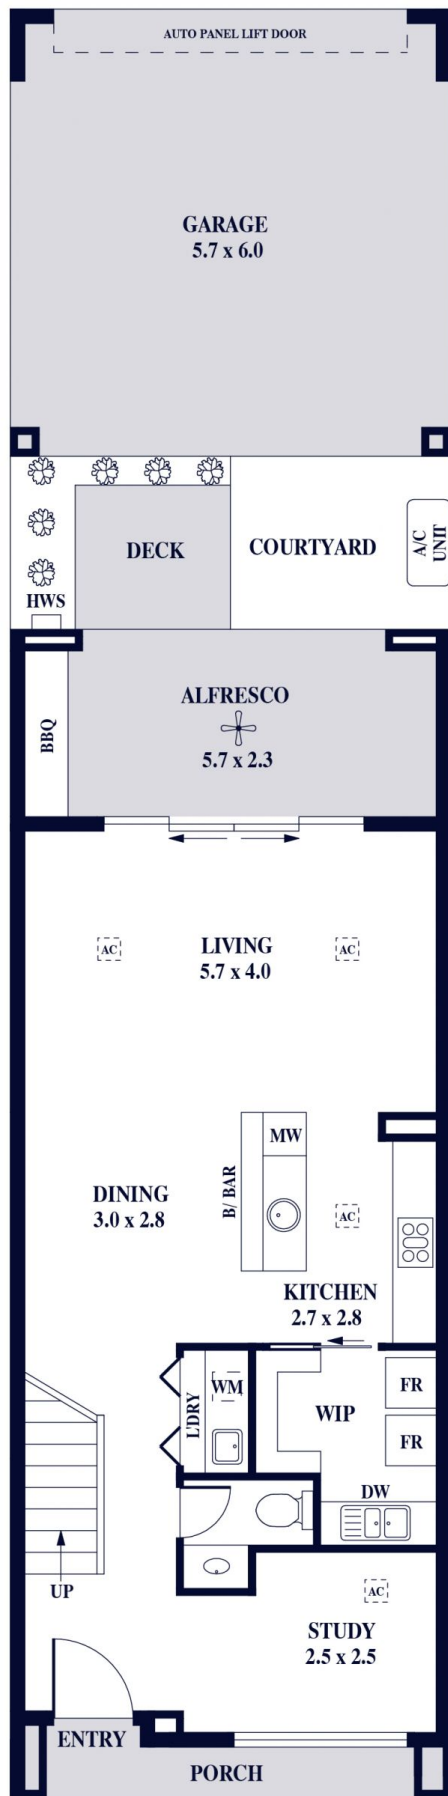 AUTO PANEL LIFT DOOR
GARAGE
5.7 x 6.0
DECK
COURTYARD
A/C
UNIT
HWS
BBQ
ALFRESCO
5.7 x 2.3
AC
LIVING
5.7 x 4.0
AC
MW
B/ BAR
DINING
3.0 x 2.8
AC
KITCHEN
2.7 x 2.8
L'DRY
WM
WIP
FR
FR
DW
UP
AC
STUDY
2.5 x 2.5
ENTRY
PORCH